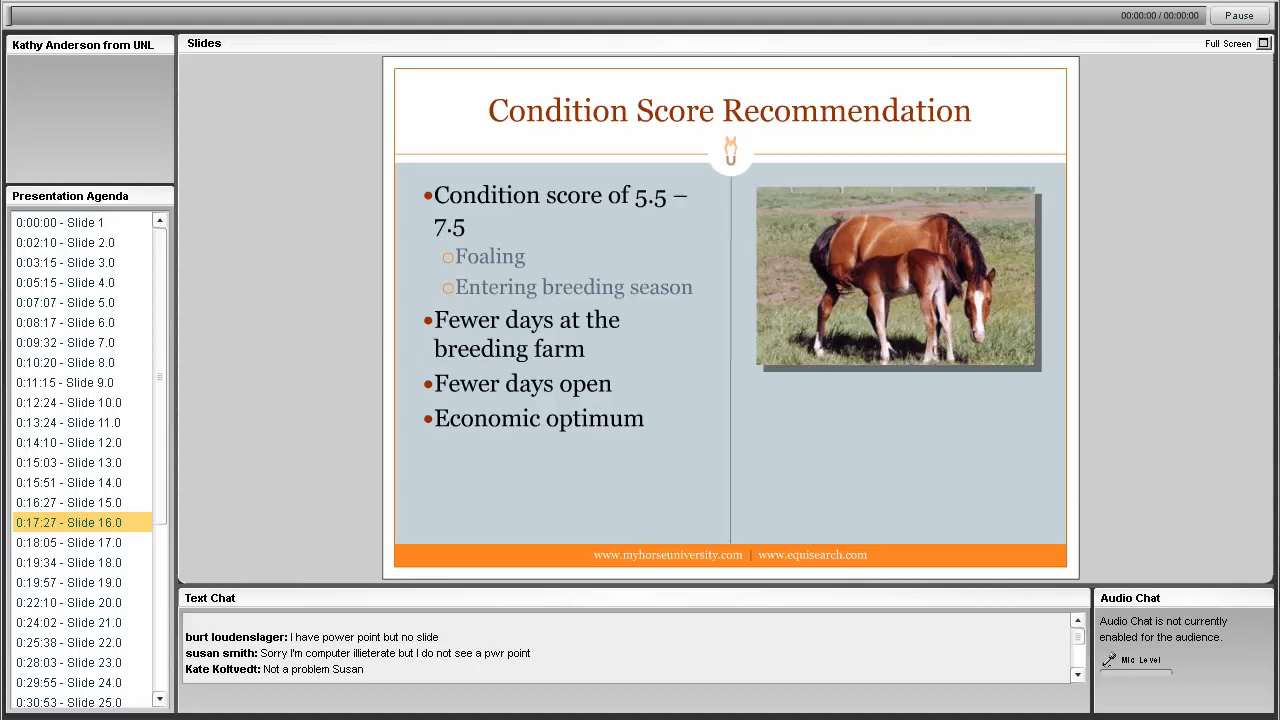 00:00:00 / 00:00:00
Pause
Kathy Anderson from UNL
Slides
Full Screen
Condition Score Recommendation
•Condition score of 5.5 –
7.5
Foaling
Entering breeding season
•Fewer days at the
breeding farm
•Fewer days open
•Economic optimum
www.myhorseuniversity.com | www.equisearch.com
Presentation Agenda
0:00:00 - Slide 1
0:02:10 - Slide 2.0
0:03:15 - Slide 3.0
0:05:15 - Slide 4.0
0:07:07 - Slide 5.0
0:08:17 - Slide 6.0
0:09:32 - Slide 7.0
0:10:20 - Slide 8.0
0:11:15 - Slide 9.0
0:12:24 - Slide 10.0
0:13:24 - Slide 11.0
0:14:10 - Slide 12.0
0:15:03 - Slide 13.0
0:15:51 - Slide 14.0
0:16:27 - Slide 15.0
0:17:27 - Slide 16.0
0:18:05 - Slide 17.0
0:19:34 - Slide 18.0
0:19:57 - Slide 19.0
0:22:10 - Slide 20.0
0:24:02 - Slide 21.0
0:25:38 - Slide 22.0
0:28:03 - Slide 23.0
0:29:55 - Slide 24.0
0:30:53 - Slide 25.0
Text Chat
burt loudenslager: I have power point but no slide
susan smith: Sorry I'm computer illieterate but I do not see a pwr point
Kate Koltvedt: Not a problem Susan
Audio Chat
Audio Chat is not currently
enabled for the audience.
Mic Level